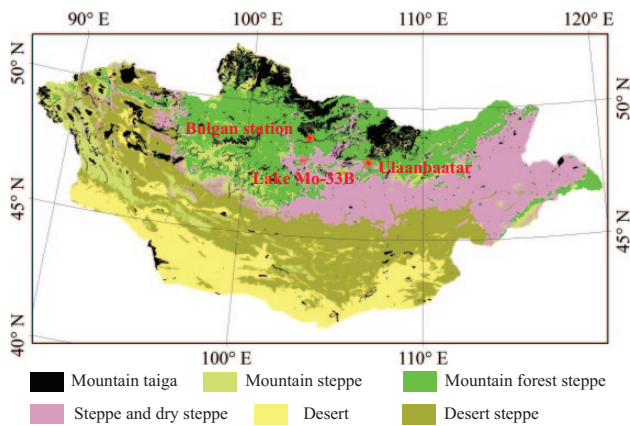 90° E 100° E 110° E 120° E
50° N 50° N
Bulgan station
Ulaanbaatar
Lake Mo-33B
45° N 45° N
40° N
100° E 110° E
Mountain taiga Mountain steppe Mountain forest steppe
Steppe and dry steppe Desert Desert steppe